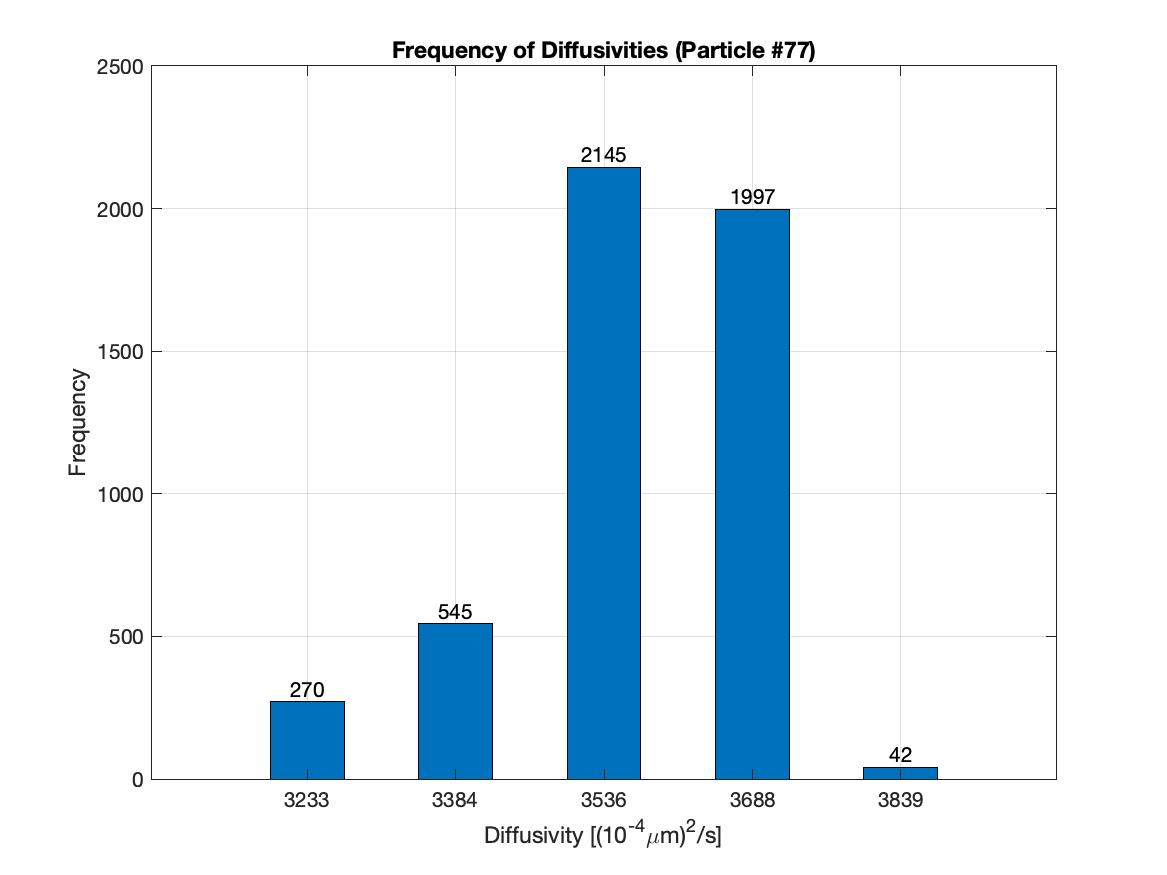 Frequency of Diffusivities (Particle #77)
2500
2000
1500
1000
500
0
Frequency
270
545
2145
1997
42
3233 3384 3536 3688 3839
Diffusivity [(10⁻⁴μm)²/s]